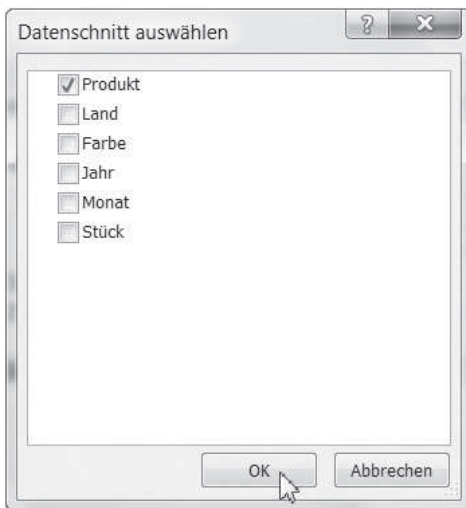 Datenschnitt auswählen
Produkt
Land
Farbe
Jahr
Monat
Stück
OK
Abbrechen